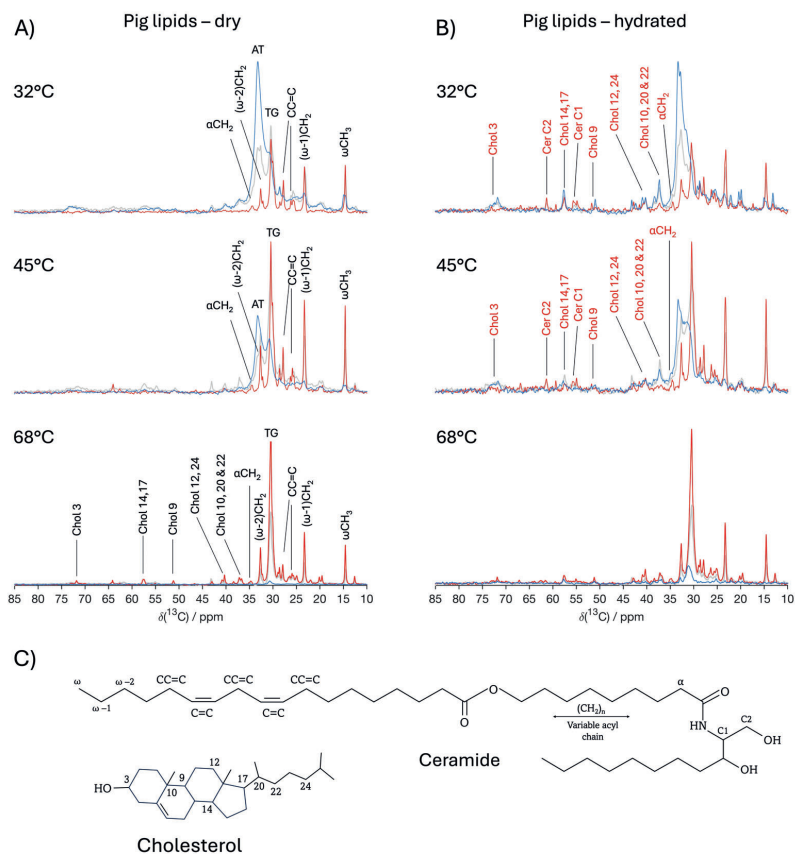 A)
Pig lipids – dry
B)
Pig lipids – hydrated
32ºC
αCH2
(ω-2)CH2
AT
TG
CC=C
(ω-1)CH2
ωCH3
32ºC
Chol 3
Cer C2
Chol 14,17
Cer C1
Chol 9
Chol 12, 24
Chol 10, 20 & 22
αCH2
45ºC
αCH2
(ω-2)CH2
AT
TG
CC=C
(ω-1)CH2
ωCH3
45ºC
Chol 3
Cer C2
Chol 14,17
Cer C1
Chol 9
Chol 12, 24
Chol 10, 20 & 22
αCH2
68ºC
Chol 3
Chol 14,17
Chol 9
Chol 12, 24
Chol 10, 20 & 22
αCH2
(ω-2)CH2
TG
CC=C
(ω-1)CH2
ωCH3
68ºC
85 75 70 65 60 55 50 45 40 35 30 25 20 15 10
δ(13C) / ppm
85 75 70 65 60 55 50 45 40 35 30 25 20 15 10
δ(13C) / ppm
C)
ω
ω-1
ω-2
CC=C
C=C
CC=C
C=C
CC=C
O
O
(CH2)n
Variable acyl
chain
α
O
NH
C1
C2
OH
OH
Ceramide
HO
3
10
9
12
14
17
20
22
24
Cholesterol